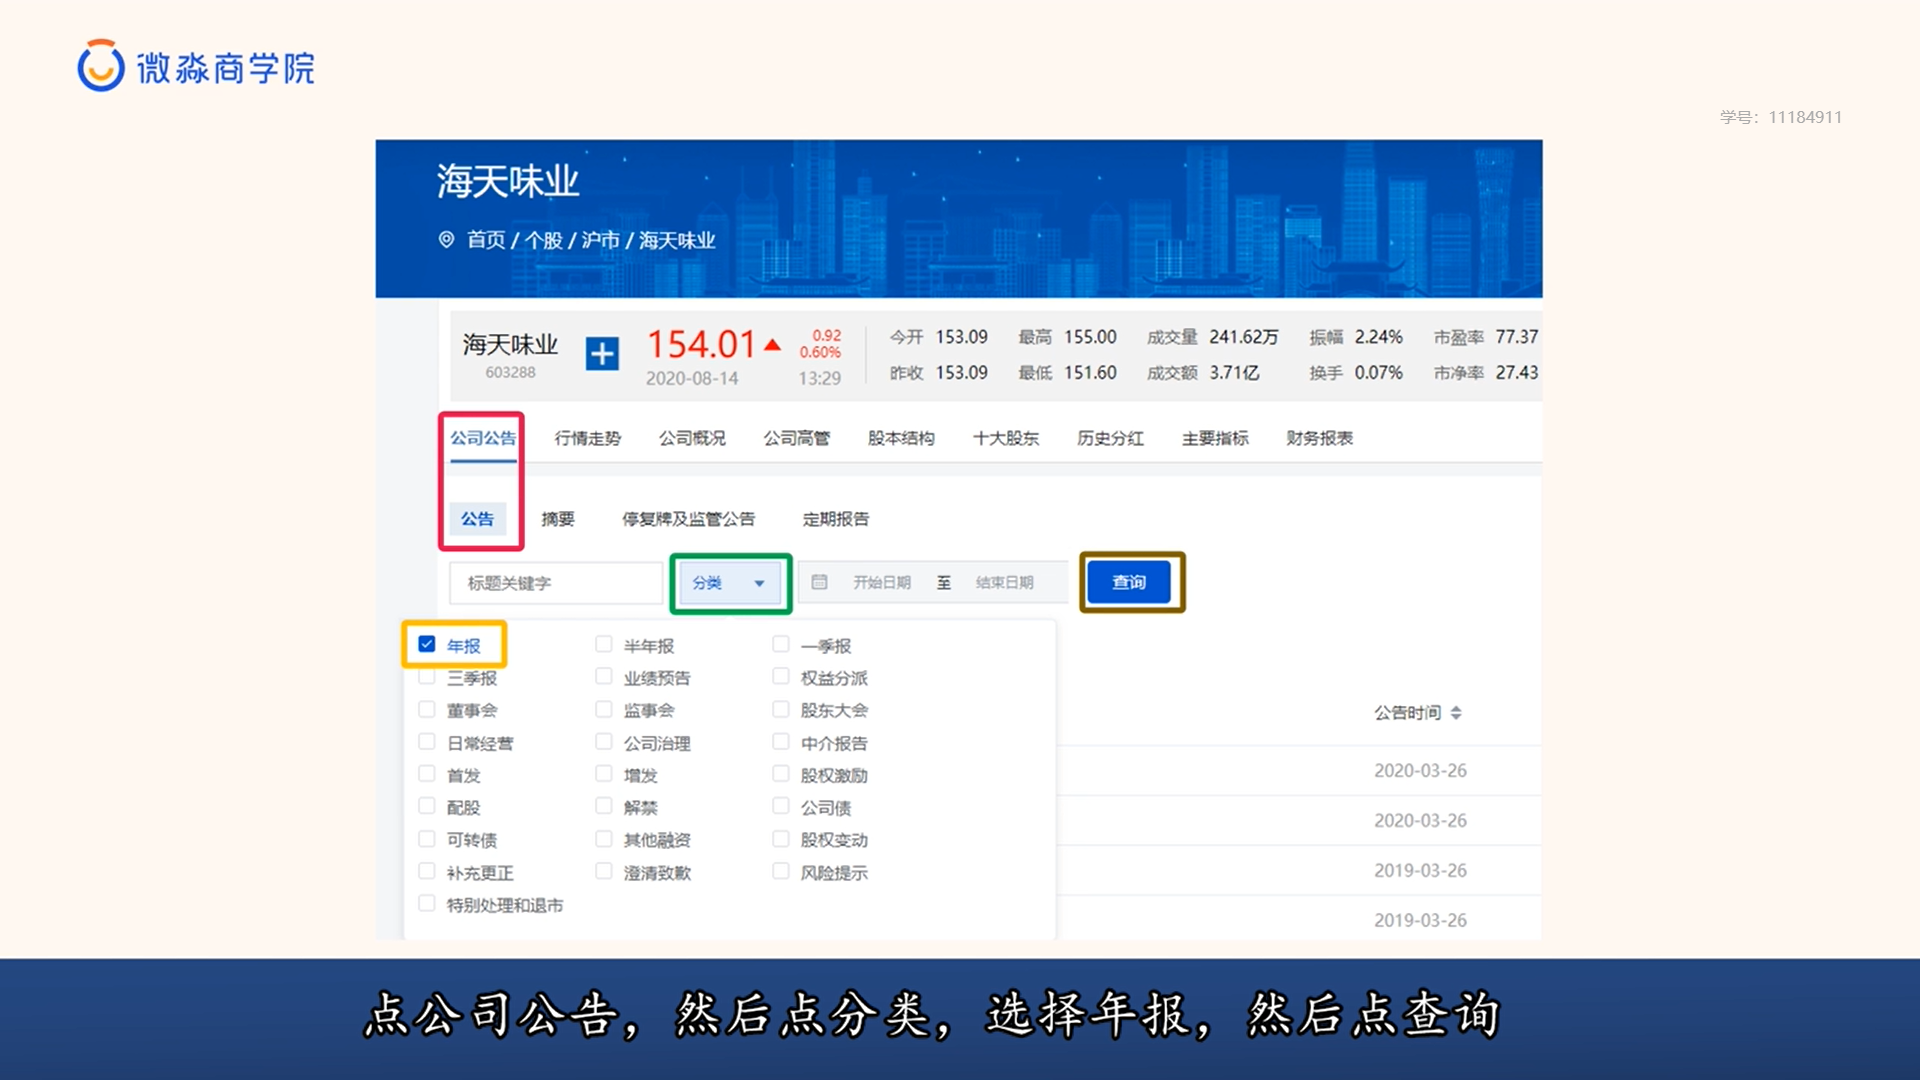 微淼商学院
学号：11184911
海天味业
首页 / 个股 / 沪市 / 海天味业
海天味业 603288
154.01 0.92 0.60%
2020-08-14 13:29
今开 153.09 最高 155.00 成交量 241.62万 振幅 2.24% 市盈率 77.37
昨收 153.09 最低 151.60 成交额 3.71亿 换手 0.07% 市净率 27.43
公司公告 行情走势 公司概况 公司高管 股本结构 十大股东 历史分红 主要指标 财务报表
公告 摘要 停复牌及监管公告 定期报告
标题关键字 分类 开始日期 至 结束日期 查询
年报 半年报 一季报
三季报 业绩预告 权益分派
董事会 监事会 股东大会
日常经营 公司治理 中介报告
首发 增发 股权激励
配股 解禁 公司债
可转债 其他融资 股权变动
补充更正 澄清致歉 风险提示
特别处理和退市
公告时间
2020-03-26
2020-03-26
2019-03-26
2019-03-26
点公司公告，然后点分类，选择年报，然后点查询